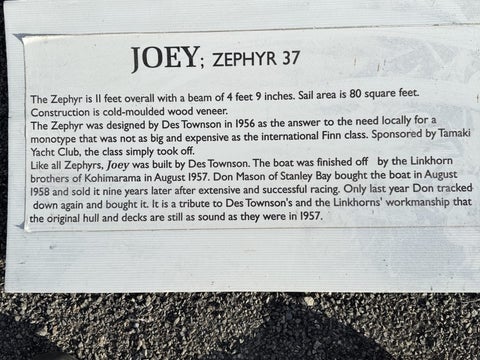 JOEY; ZEPHYR 37
The Zephyr is 11 feet overall with a beam of 4 feet 9 inches. Sail area is 80 square feet.
Construction is cold-moulded wood veneer.
The Zephyr was designed by Des Townson in 1956 as the answer to the need locally for a
monotype that was not as big and expensive as the international Finn class. Sponsored by Tamaki
Yacht Club, the class simply took off.
Like all Zephyrs, Joey was built by Des Townson. The boat was finished off by the Linkhorn
brothers of Kohimarama in August 1957. Don Mason of Stanley Bay bought the boat in August
1958 and sold it nine years later after extensive and successful racing. Only last year Don tracked
down again and bought it. It is a tribute to Des Townson's and the Linkhorns' workmanship that
the original hull and decks are still as sound as they were in 1957.